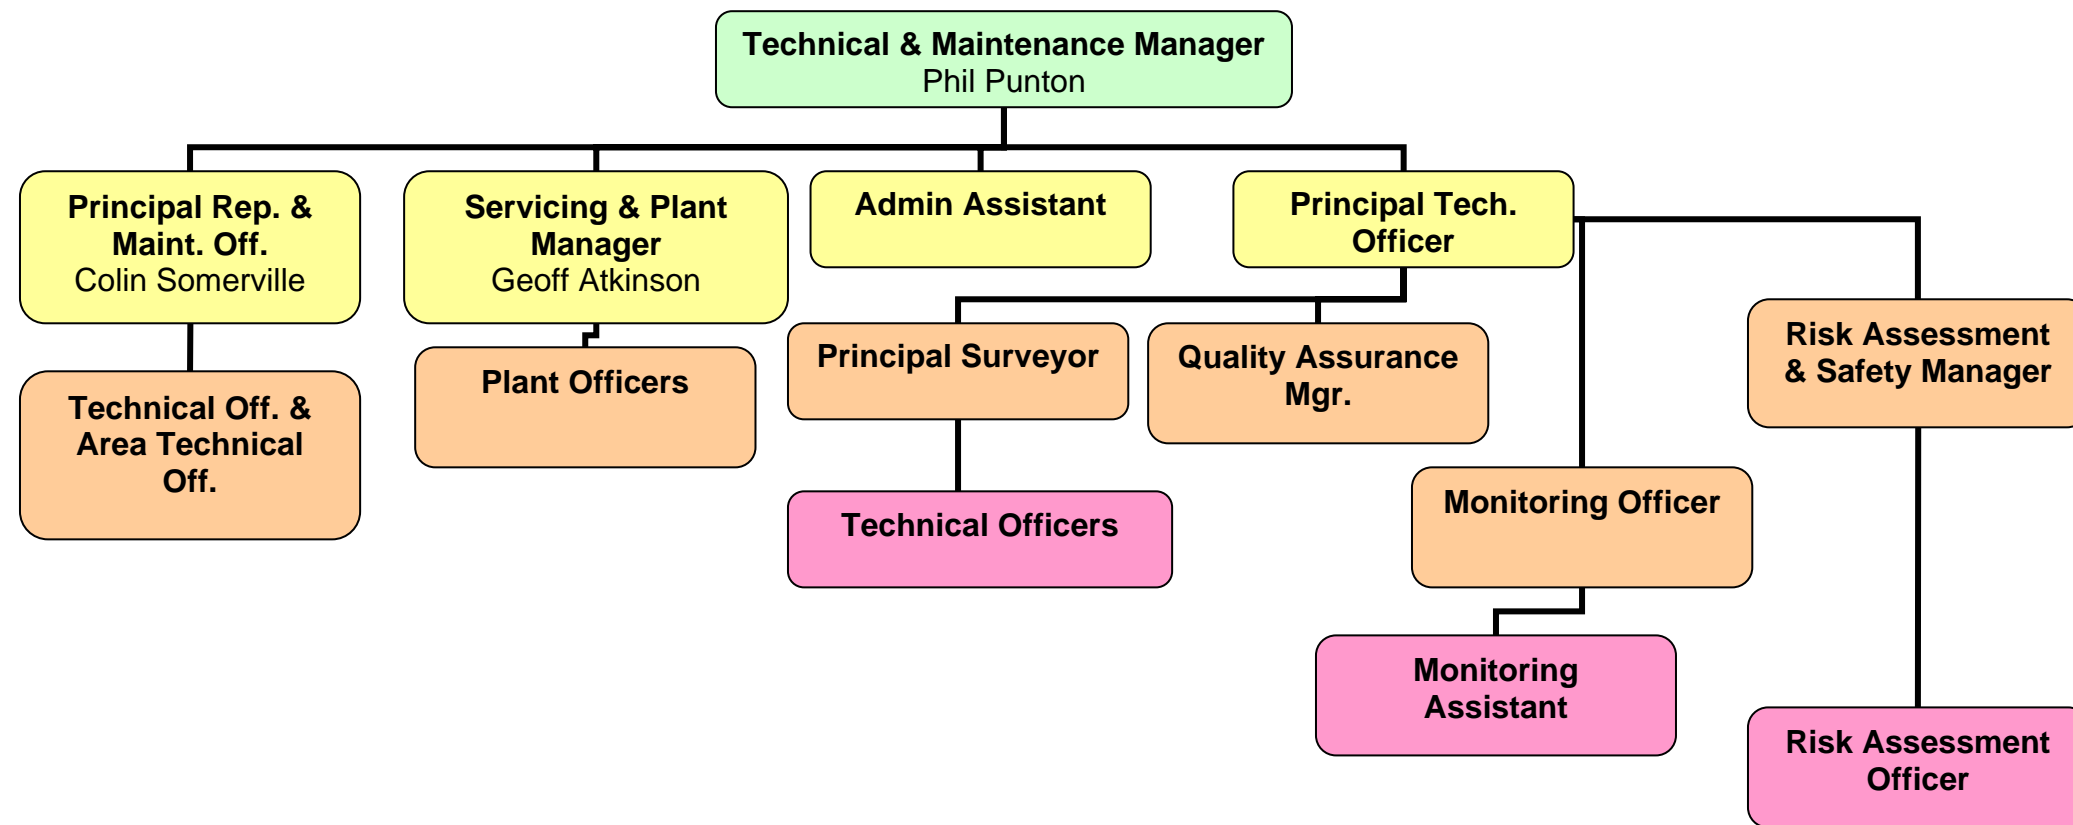 Technical & Maintenance Manager
Phil Punton
Principal Rep. &
Maint. Off.
Colin Somerville
Servicing & Plant
Manager
Geoff Atkinson
Admin Assistant
Principal Tech.
Officer
Technical Off. &
Area Technical
Off.
Plant Officers
Principal Surveyor
Quality Assurance
Mgr.
Risk Assessment
& Safety Manager
Technical Officers
Monitoring Officer
Monitoring
Assistant
Risk Assessment
Officer